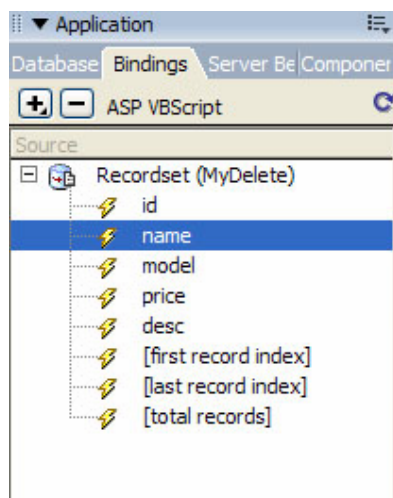 Application
Database Bindings Server Be Componer
ASP VBScript
Source
Recordset (MyDelete)
id
name
model
price
desc
[first record index]
[last record index]
[total records]